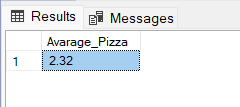 Results Messages
Avarage_Pizza
1 2.32